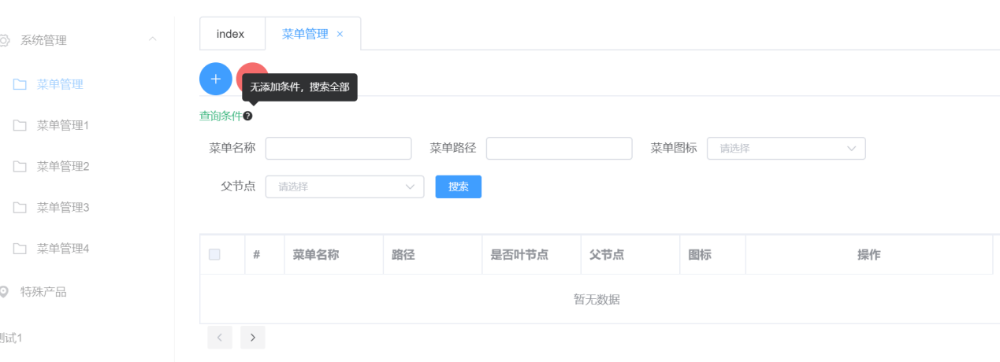 系统管理
菜单管理
菜单管理1
菜单管理2
菜单管理3
菜单管理4
特殊产品
测试1
index 菜单管理 ×
+
无添加条件，搜索全部
查询条件?
菜单名称 菜单路径 菜单图标 请选择
父节点 请选择 搜索
# 菜单名称 路径 是否叶节点 父节点 图标 操作
暂无数据